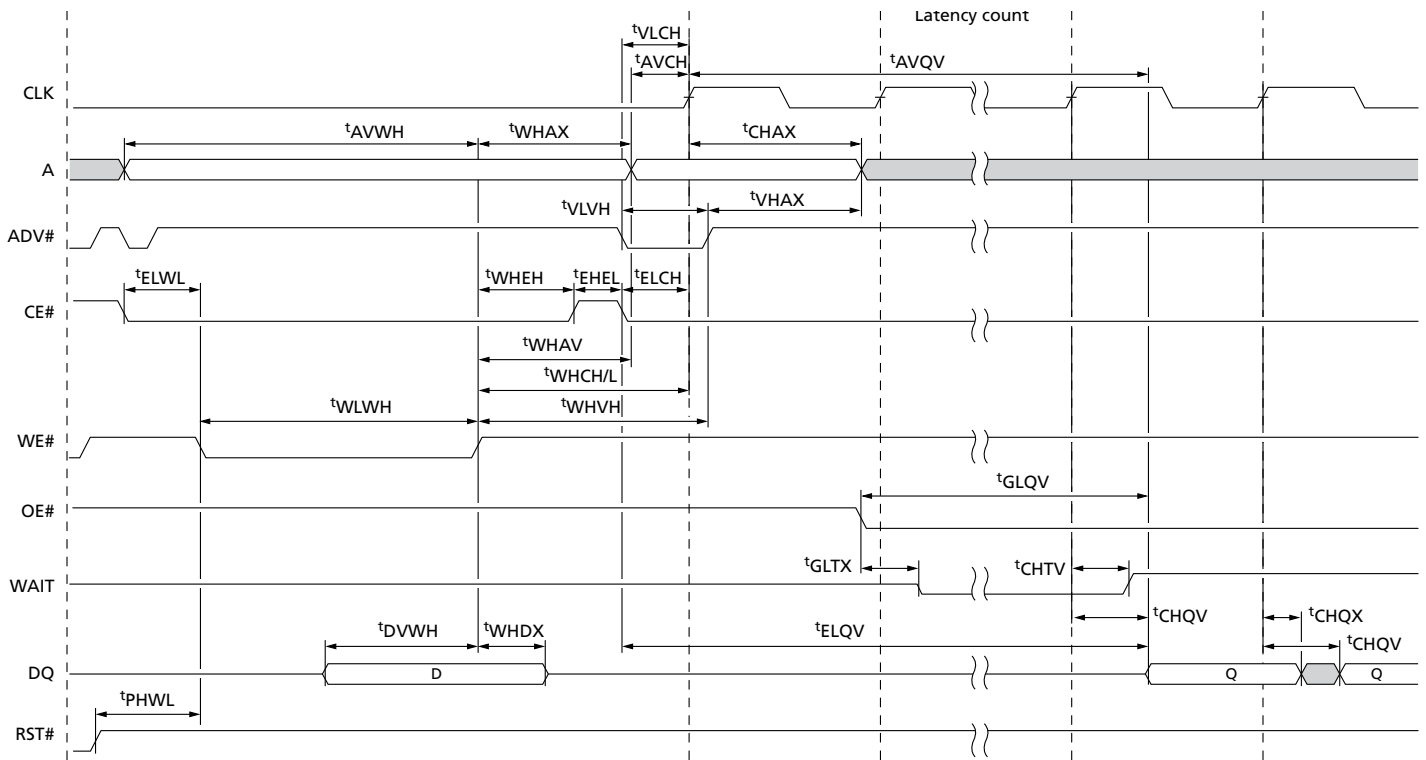 Latency count
tVLCH
tAVCH tAVQV
CLK
tAVWH tWHAX tCHAX
A
tVLVH tVHAX
ADV#
tELWL tWHEH tEHEL tELCH
CE#
tWHAV
tWHCH/L
tWLWH tWHVH
WE#
tGLQV
OE#
tGLTX tCHTV
WAIT
tCHQV tCHQX
tDVWH tWHDX tELQV tCHQV
DQ D Q Q
tPHWL
RST#